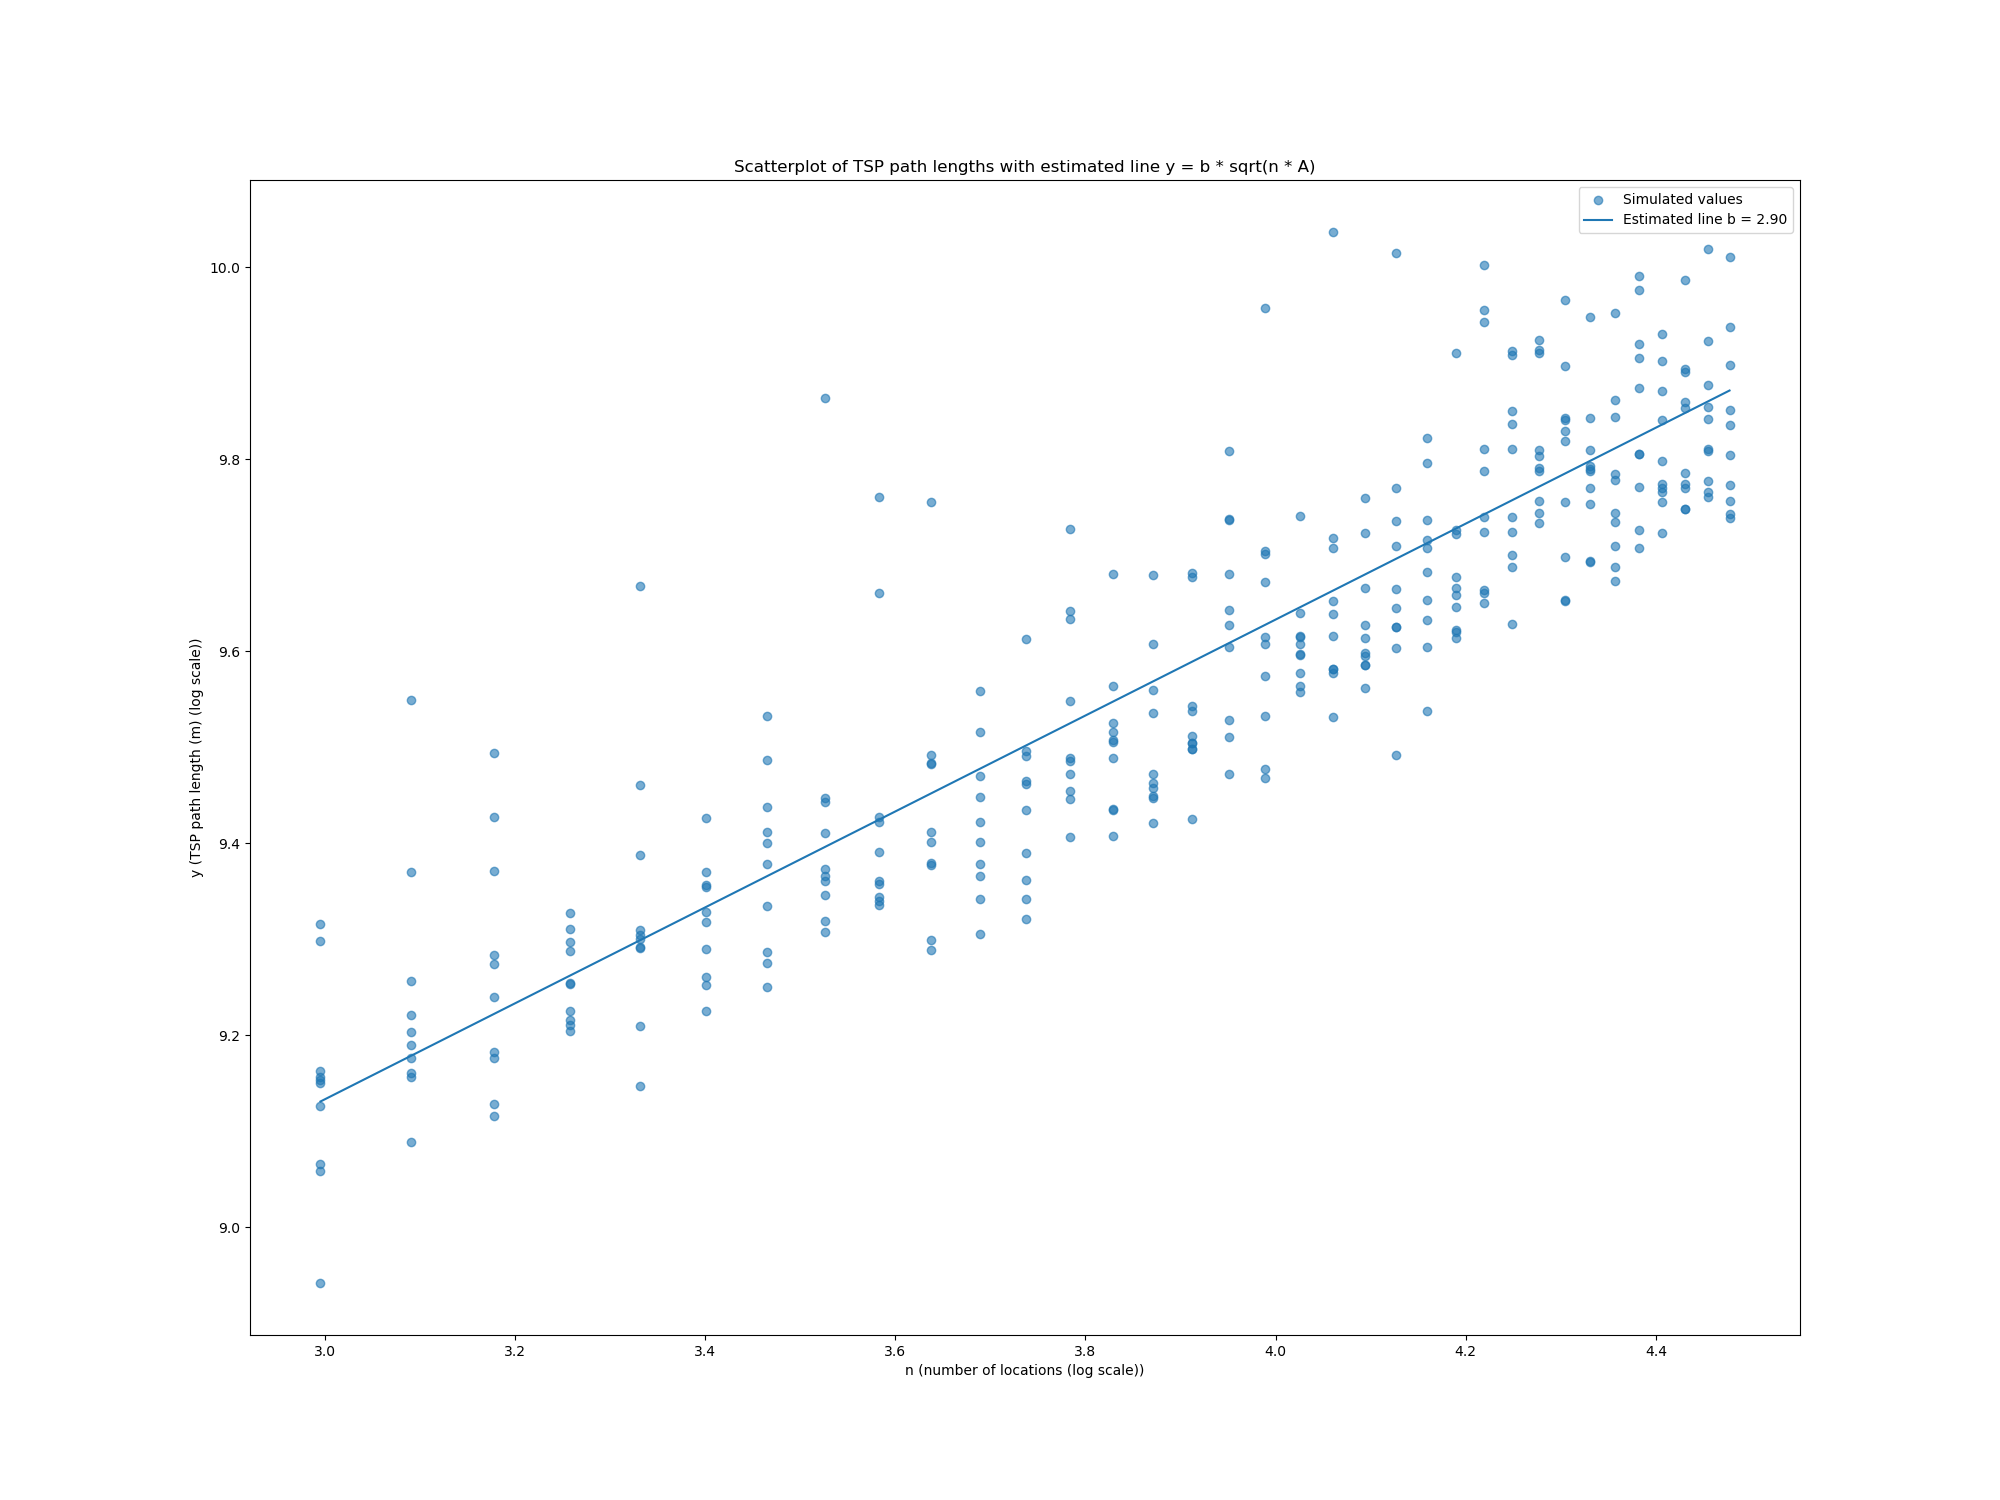 Scatterplot of TSP path lengths with estimated line y = b * sqrt(n * A)
Simulated values
Estimated line b = 2.90
10.0
9.8
9.6
9.4
9.2
9.0
y (TSP path length (m) (log scale))
3.0 3.2 3.4 3.6 3.8 4.0 4.2 4.4
n (number of locations (log scale))